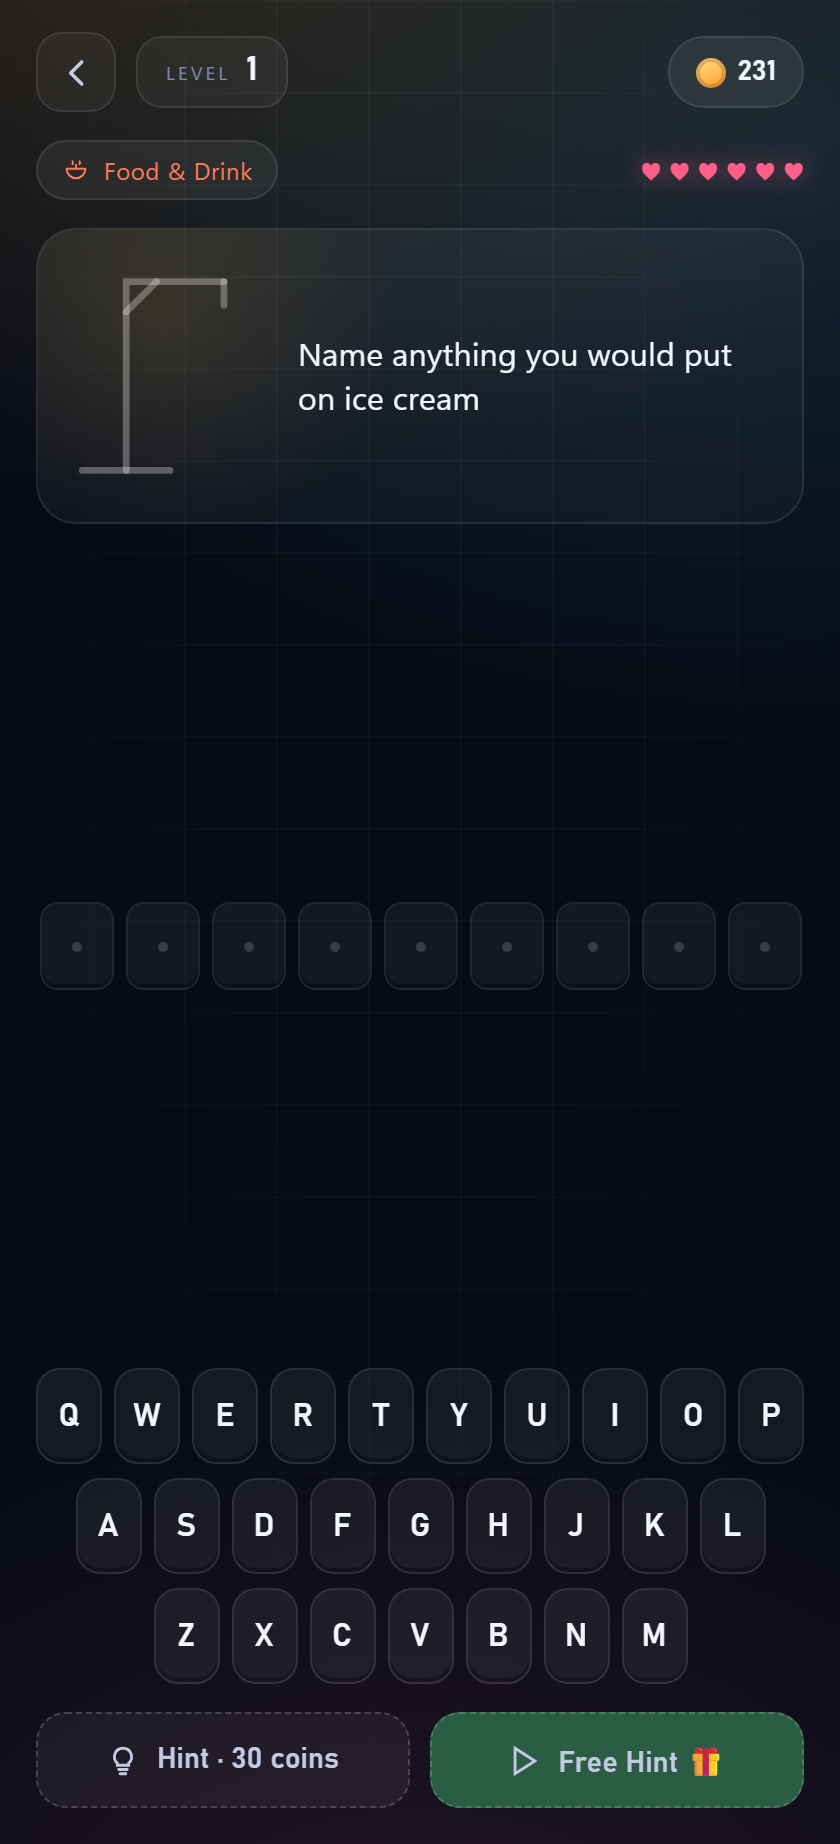 LEVEL 1
231
Food & Drink
Name anything you would put
on ice cream
Q W E R T Y U I O P
A S D F G H J K L
Z X C V B N M
Hint · 30 coins
Free Hint